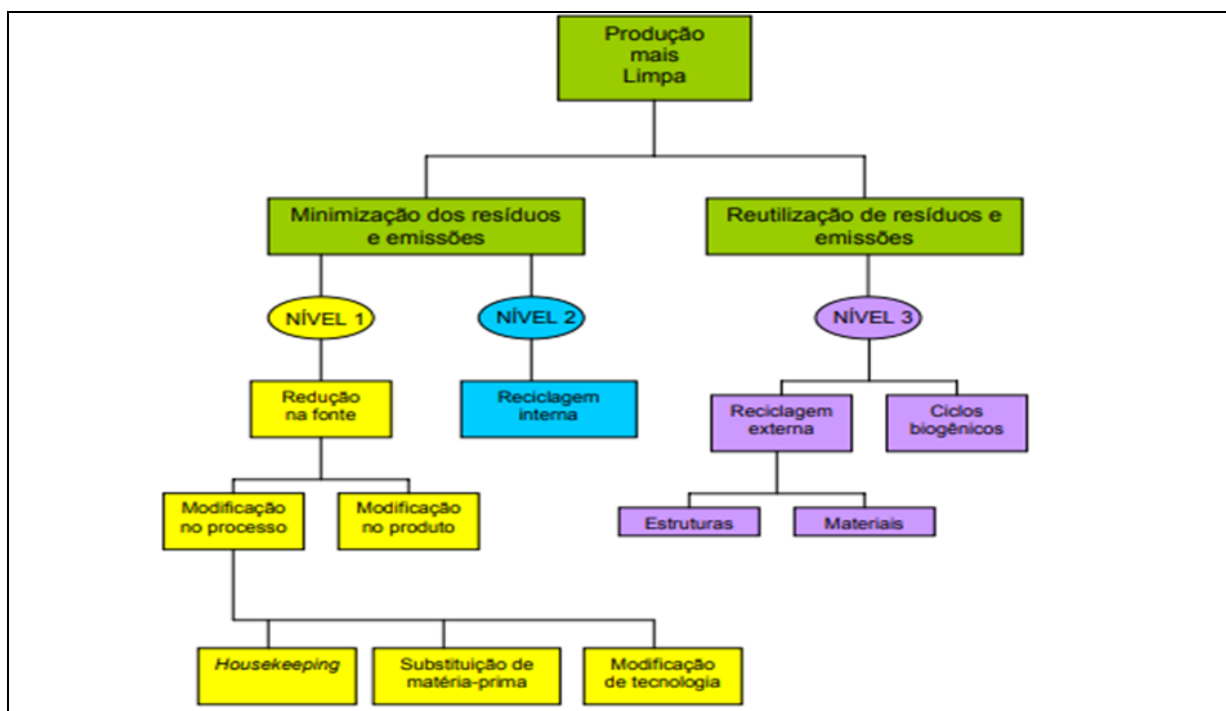 Produção
mais
Limpa
Minimização dos resíduos
e emissões
Reutilização de resíduos e
emissões
NÍVEL 1
NÍVEL 2
NÍVEL 3
Redução
na fonte
Reciclagem
interna
Reciclagem
externa
Ciclos
biogênicos
Modificação
no processo
Modificação
no produto
Estruturas
Materiais
Housekeeping
Substituição de
matéria-prima
Modificação
de tecnologia